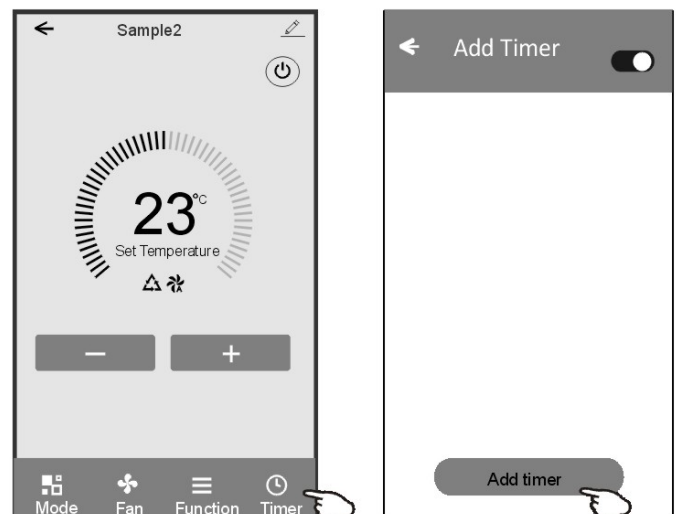 Sample2
23°C
Set Temperature
A
−
+
Mode Fan Function Timer
Add Timer
Add timer